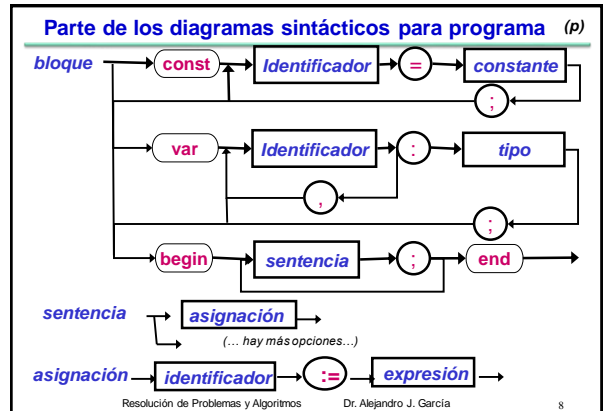 Parte de los diagramas sintácticos para programa (p)
bloque const Identificador = constante
;
var Identificador : tipo
,
;
begin sentencia ; end
sentencia asignación
(... hay más opciones...)
asignación identificador := expresión
Resolución de Problemas y Algoritmos Dr. Alejandro J. García 8